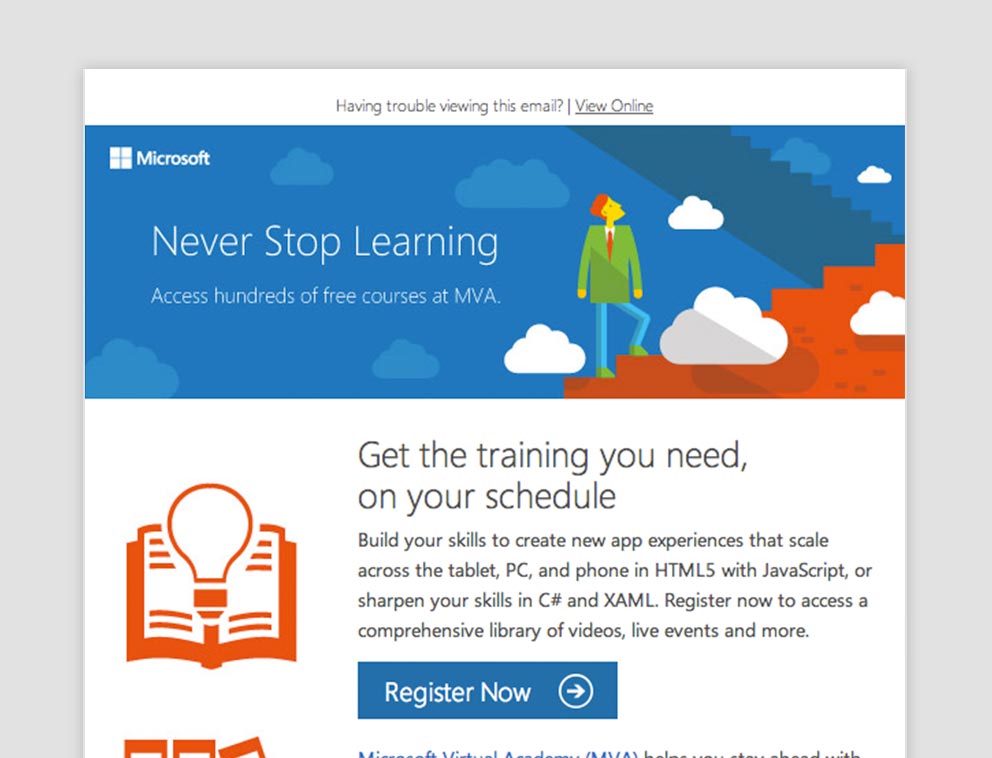 Having trouble viewing this email? | View Online
Microsoft
Never Stop Learning
Access hundreds of free courses at MVA.
Get the training you need,
on your schedule
Build your skills to create new app experiences that scale
across the tablet, PC, and phone in HTML5 with JavaScript, or
sharpen your skills in C# and XAML. Register now to access a
comprehensive library of videos, live events and more.
Register Now
Microsoft Virtual Academy (MVA) helps you stay ahead with